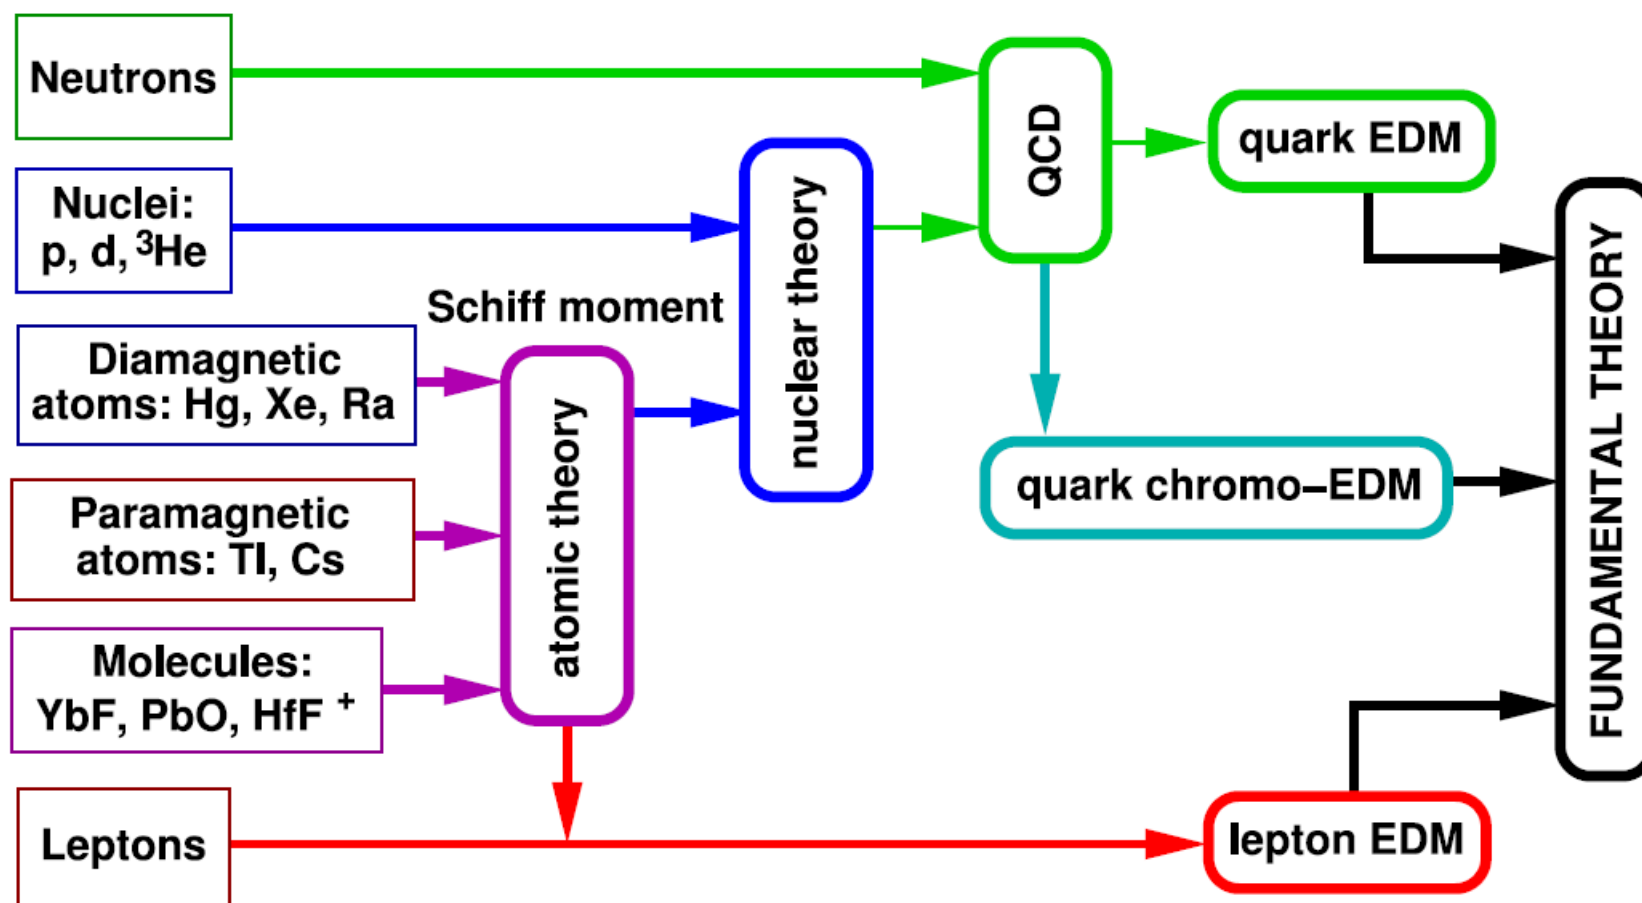 Neutrons
Nuclei:
p, d, ³He
Schiff moment
Diamagnetic
atoms: Hg, Xe, Ra
Paramagnetic
atoms: Tl, Cs
Molecules:
YbF, PbO, HfF ⁺
Leptons
atomic theory
nuclear theory
QCD
quark EDM
quark chromo–EDM
lepton EDM
FUNDAMENTAL THEORY